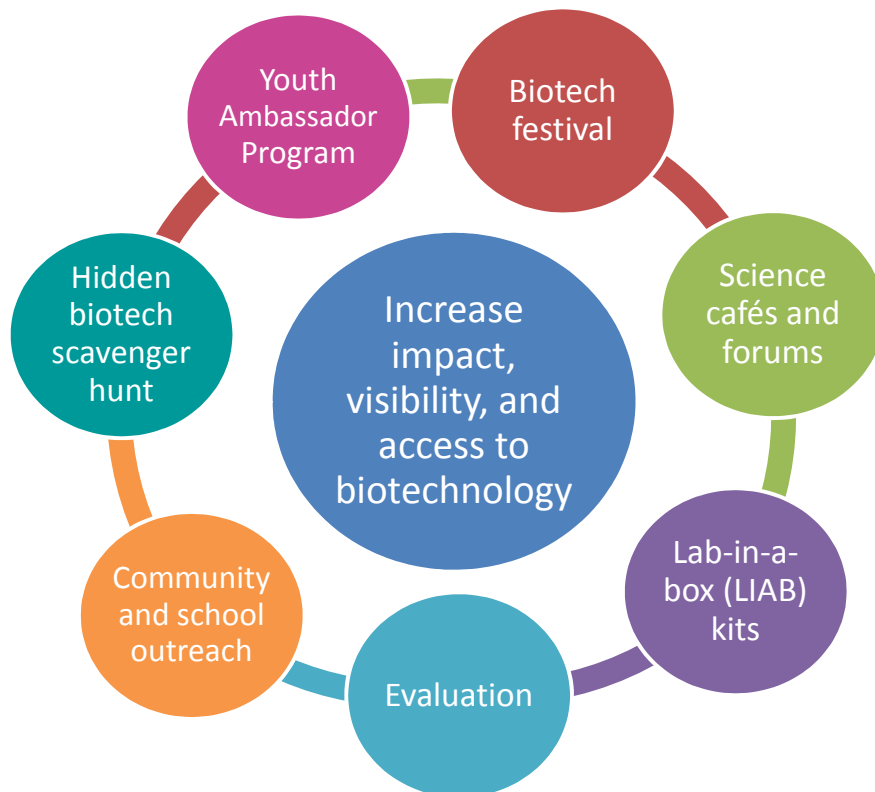 Youth
Ambassador
Program
Biotech
festival
Science
cafés and
forums
Lab-in-a-
box (LIAB)
kits
Evaluation
Community
and school
outreach
Hidden
biotech
scavenger
hunt
Increase
impact,
visibility, and
access to
biotechnology